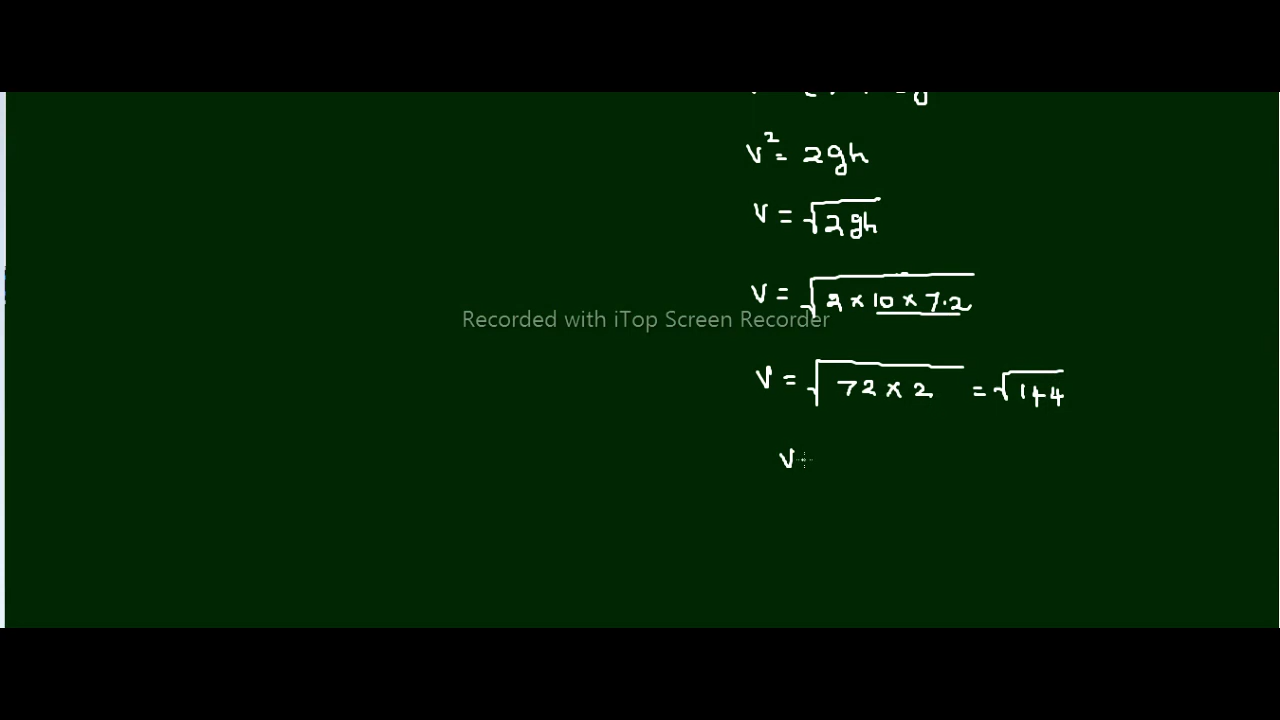 V² = 2gh
V = √2gh
V = √2 × 10 × 7.2
Recorded with iTop Screen Recorder
V = √72 × 2 = √144
V